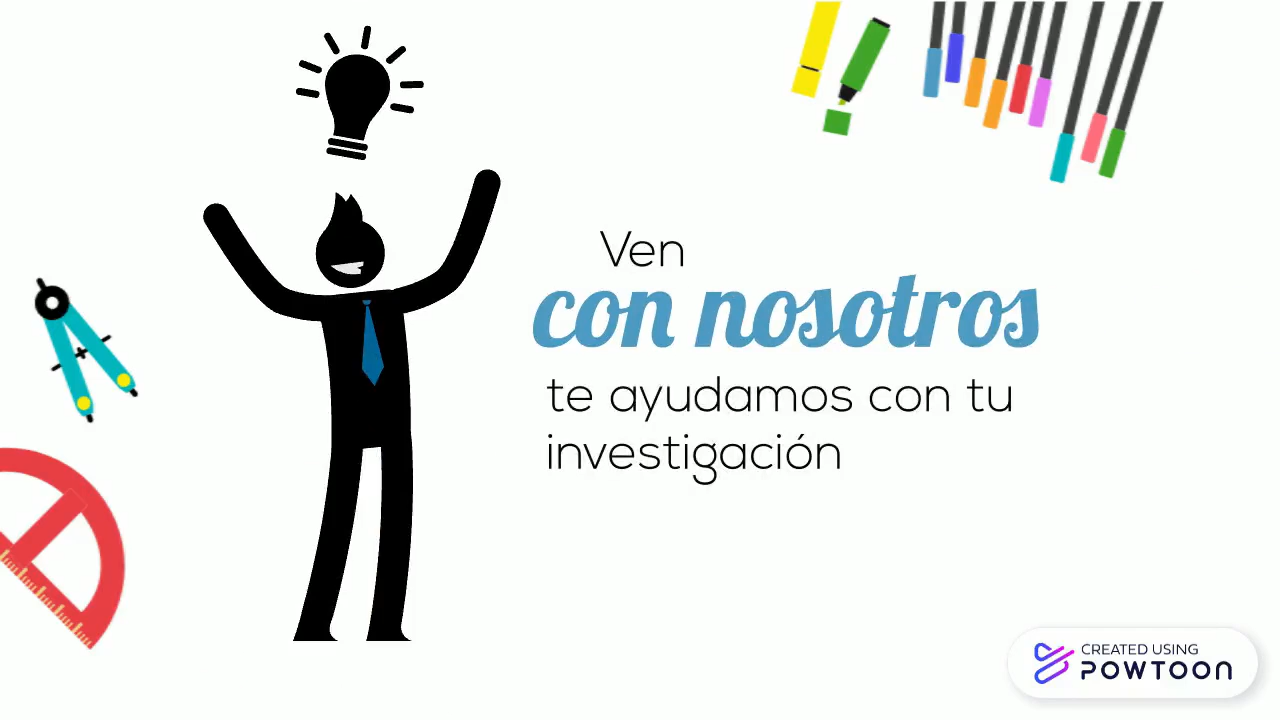 Ven
con nosotros
te ayudamos con tu
investigación
CREATED USING
POWTOON